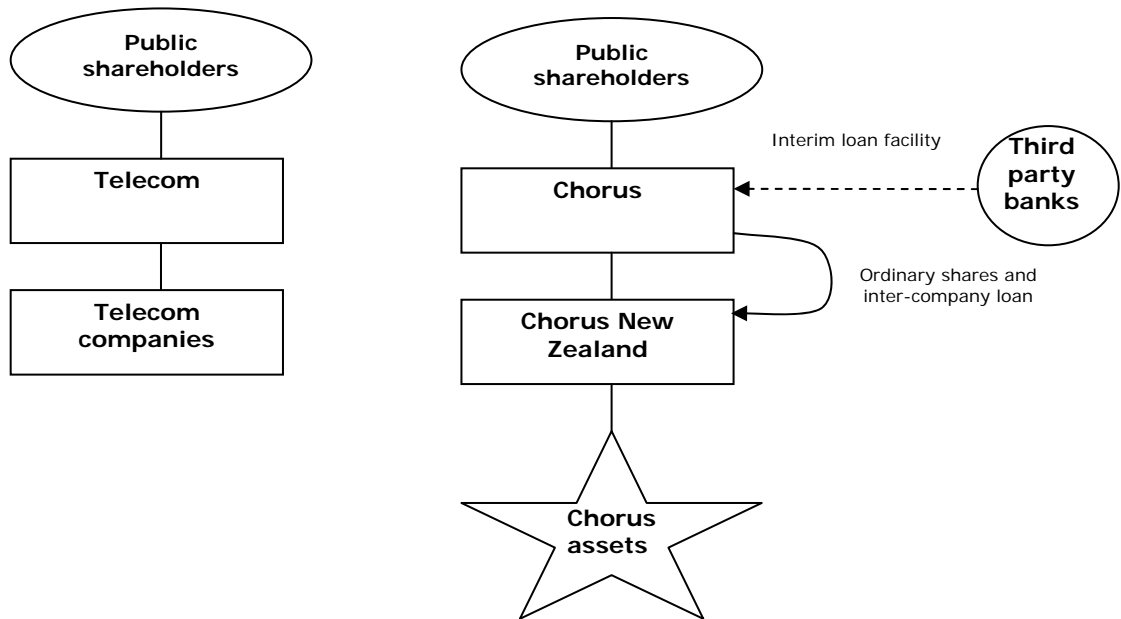 Public
shareholders
Telecom
Telecom
companies
Public
shareholders
Interim loan facility
Third
party
banks
Chorus
Ordinary shares and
inter-company loan
Chorus New
Zealand
Chorus
assets